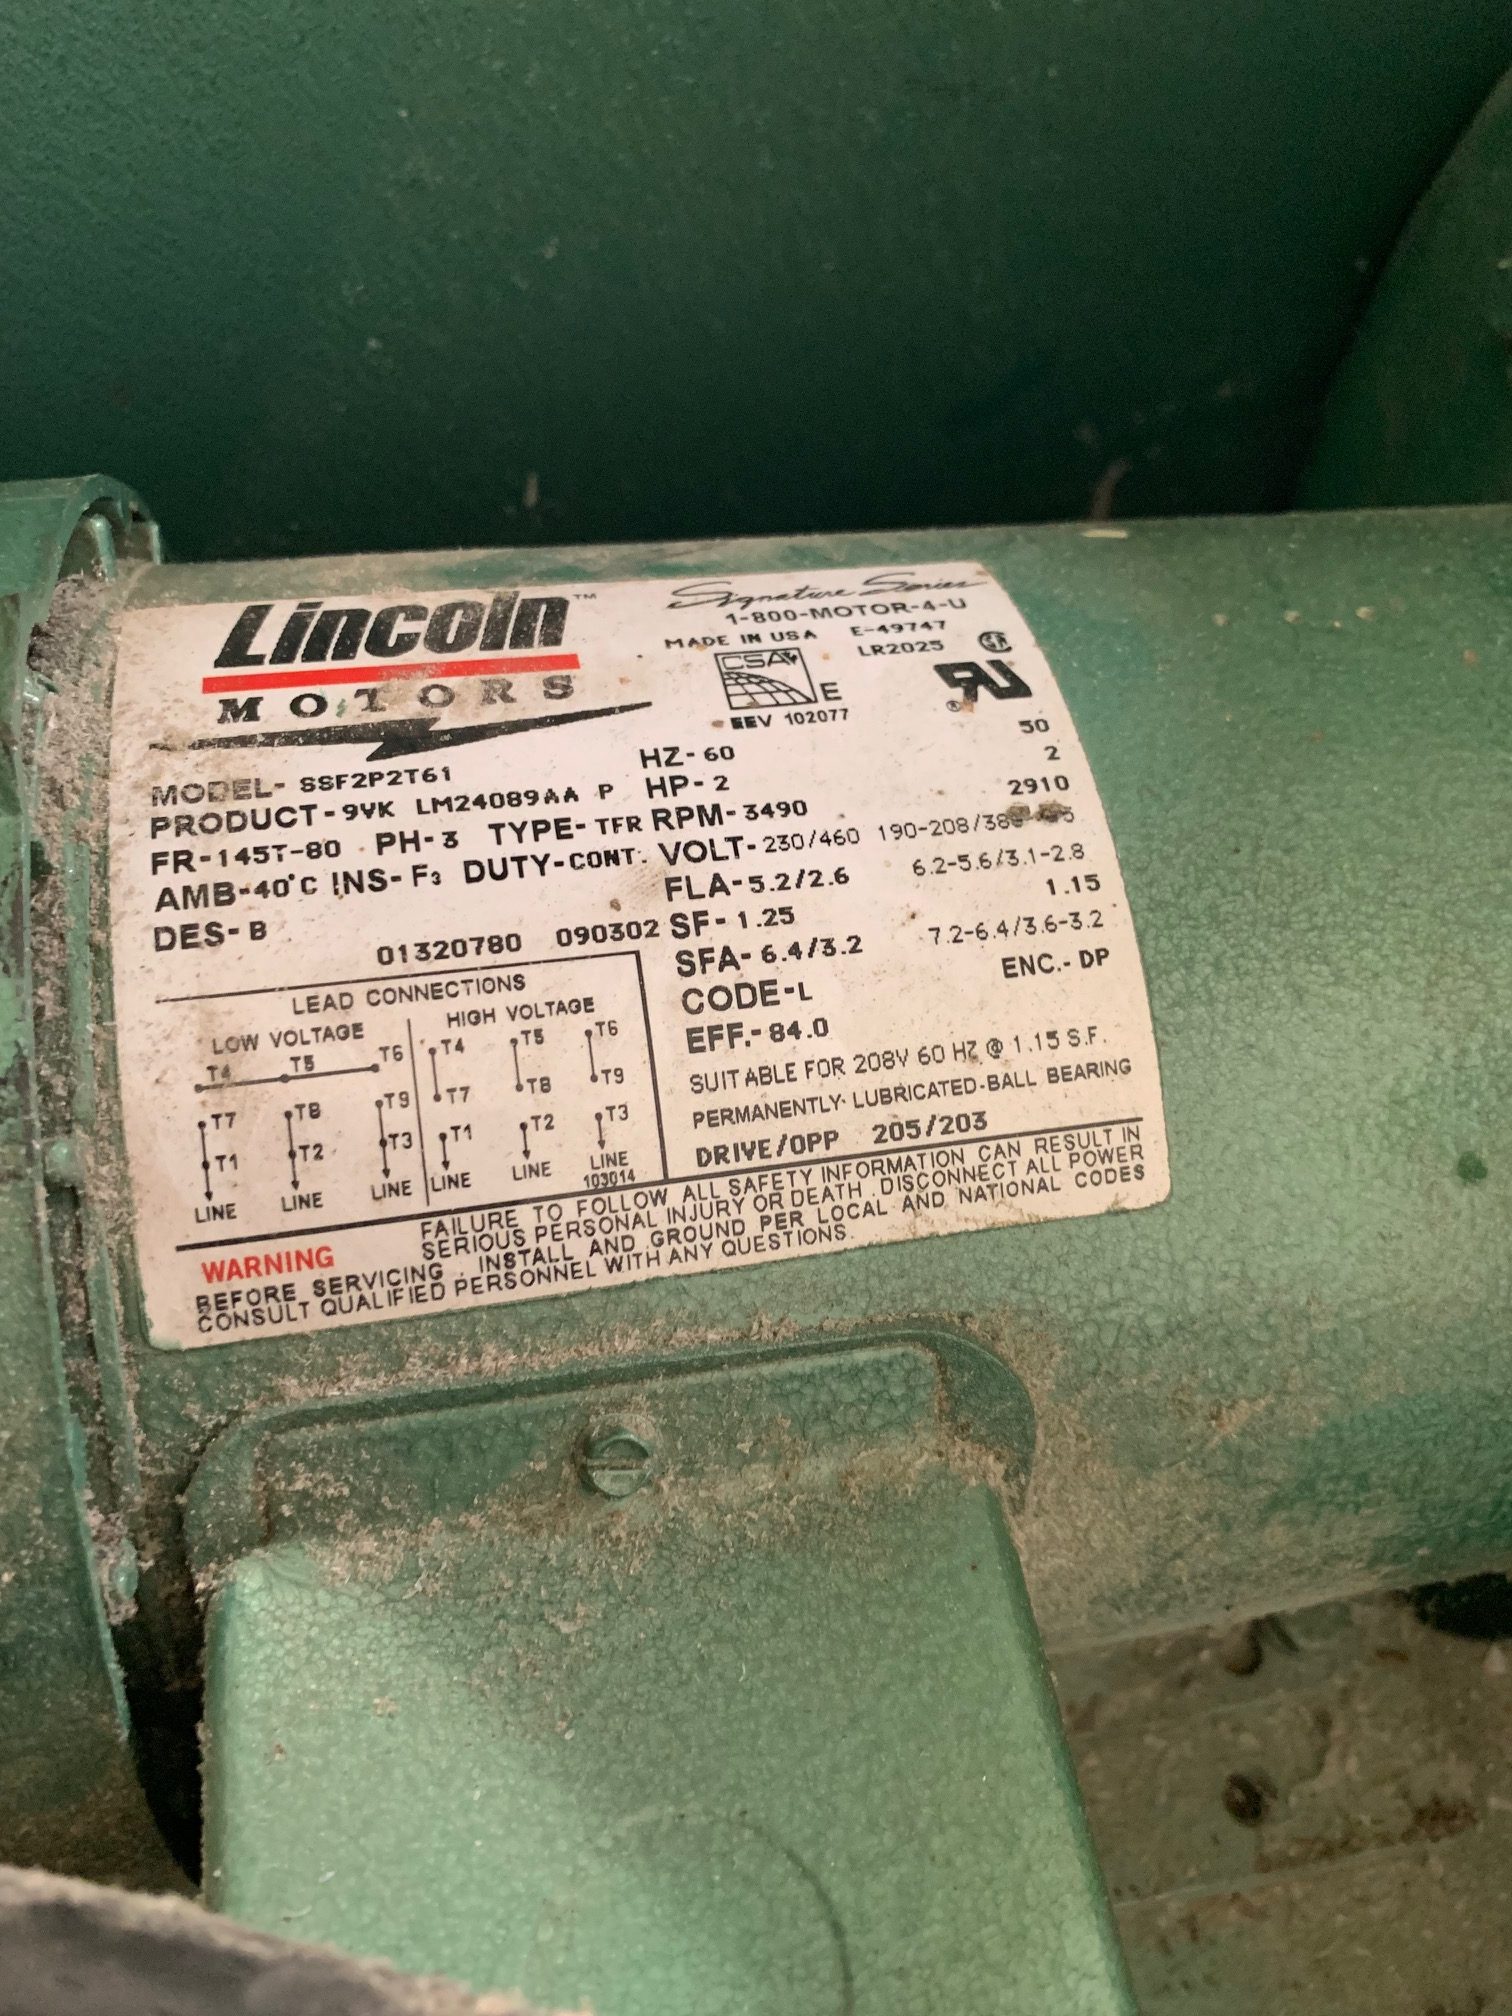 Lincoln™
MOTORS
Signature Series
1-800-MOTOR-4-U
MADE IN USA E-49747
LR2025
CSA
E
EEV 102077
MODEL- SSF2P2T61 HZ-60 50
PRODUCT-9YK LM24089AA P HP-2 2
FR-145T-80 PH-3 TYPE-TFR RPM-3490 2910
AMB-40°C INS-F3 DUTY-CONT. VOLT-230/460 190-208/380
DES-B FLA-5.2/2.6 6.2-5.6/3.1-2.8
01320780 090302 SF-1.25 1.15
SFA-6.4/3.2 7.2-6.4/3.6-3.2
CODE-L ENC.-DP
EFF.-84.0
SUITABLE FOR 208V 60 HZ @ 1.15 S.F.
PERMANENTLY-LUBRICATED-BALL BEARING
DRIVE/OPP 205/203
LEAD CONNECTIONS
LOW VOLTAGE HIGH VOLTAGE
T4 T5 T6 T4 T5 T6
T7 T8 T9 T7 T8 T9
T1 T2 T3 T1 T2 T3
LINE LINE LINE LINE LINE LINE
103014
WARNING FAILURE TO FOLLOW ALL SAFETY INFORMATION CAN RESULT IN
SERIOUS PERSONAL INJURY OR DEATH. DISCONNECT ALL POWER
BEFORE SERVICING. INSTALL AND GROUND PER LOCAL AND NATIONAL CODES
CONSULT QUALIFIED PERSONNEL WITH ANY QUESTIONS.